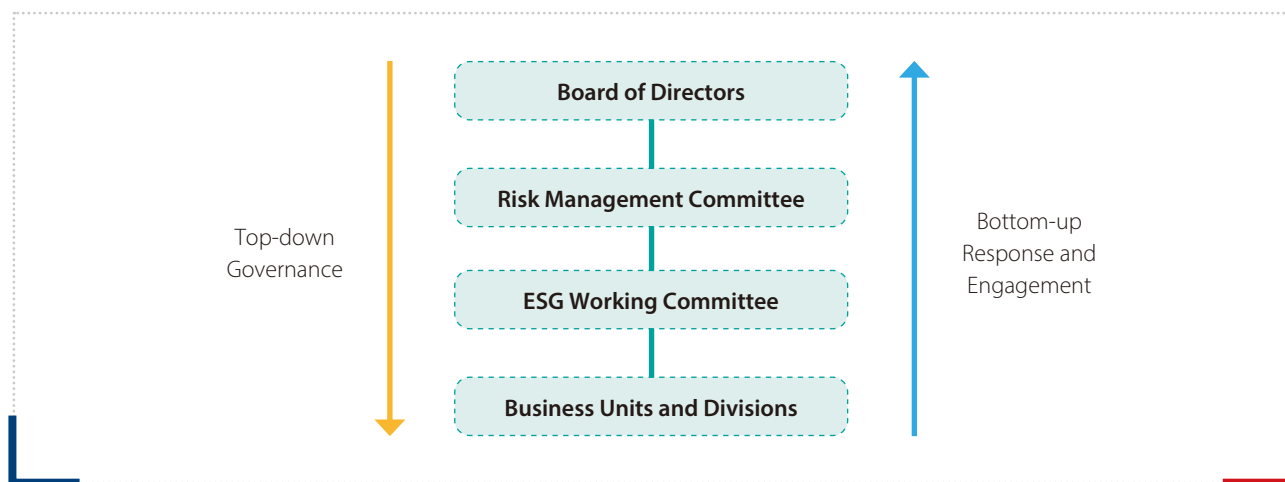 Board of Directors
Risk Management Committee
ESG Working Committee
Business Units and Divisions
Top-down
Governance
Bottom-up
Response and
Engagement